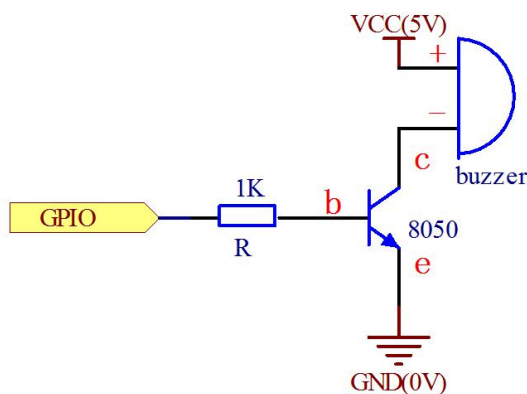 VCC(5V)
+
−
c
buzzer
1K
b
GPIO
R
8050
e
GND(0V)